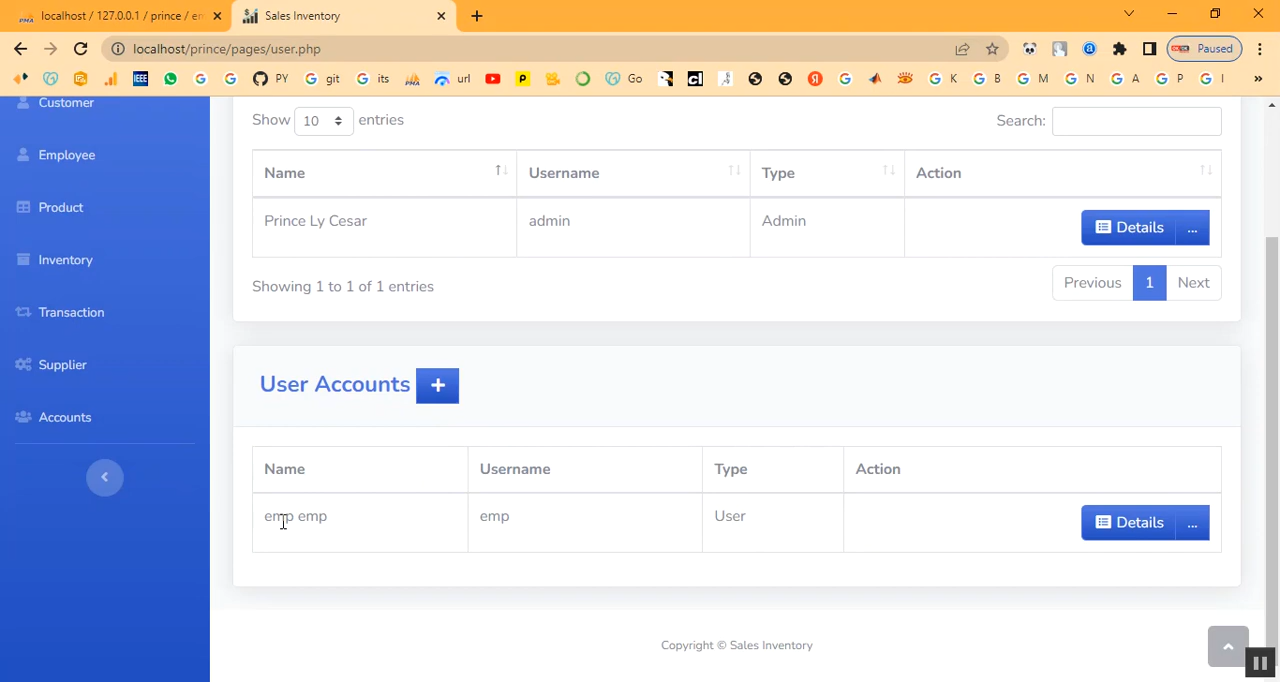 localhost / 127.0.0.1 / prince / em
Sales Inventory
localhost/prince/pages/user.php
Paused
IEEE
PY
git
its
url
Go
K
B
M
N
A
P
I
Customer
Employee
Product
Inventory
Transaction
Supplier
Accounts
Show 10 entries
Search:
Name Username Type Action
Prince Ly Cesar admin Admin Details ...
Showing 1 to 1 of 1 entries
Previous 1 Next
User Accounts +
Name Username Type Action
emp emp emp User Details ...
Copyright © Sales Inventory